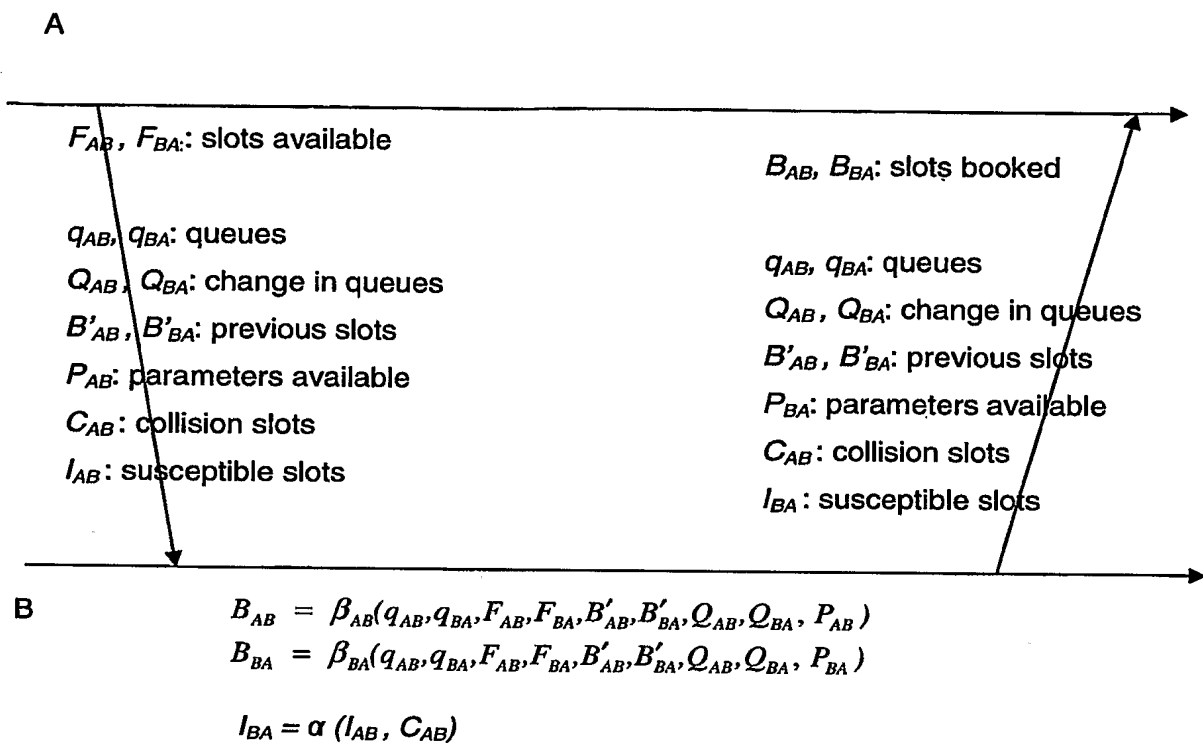 A
F_AB, F_BA:: slots available
q_AB, q_BA: queues
Q_AB, Q_BA: change in queues
B'_AB, B'_BA: previous slots
P_AB: parameters available
C_AB: collision slots
I_AB: susceptible slots
B_AB, B_BA: slots booked
q_AB, q_BA: queues
Q_AB, Q_BA: change in queues
B'_AB, B'_BA: previous slots
P_BA: parameters available
C_AB: collision slots
I_BA: susceptible slots
B
B_AB = β_AB(q_AB,q_BA,F_AB,F_BA,B'_AB,B'_BA,Q_AB,Q_BA, P_AB)
B_BA = β_BA(q_AB,q_BA,F_AB,F_BA,B'_AB,B'_BA,Q_AB,Q_BA, P_BA)
I_BA = α (I_AB, C_AB)